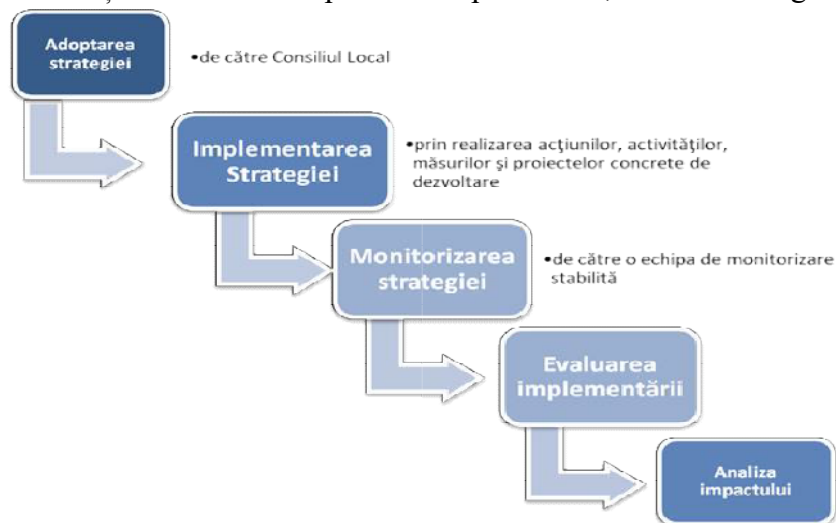 Adoptarea
strategiei
•de către Consiliul Local
Implementarea
Strategiei
•prin realizarea acţiunilor, activităţilor,
măsurilor şi proiectelor concrete de
dezvoltare
Monitorizarea
strategiei
•de către o echipa de monitorizare
stabilită
Evaluarea
implementării
Analiza
impactului